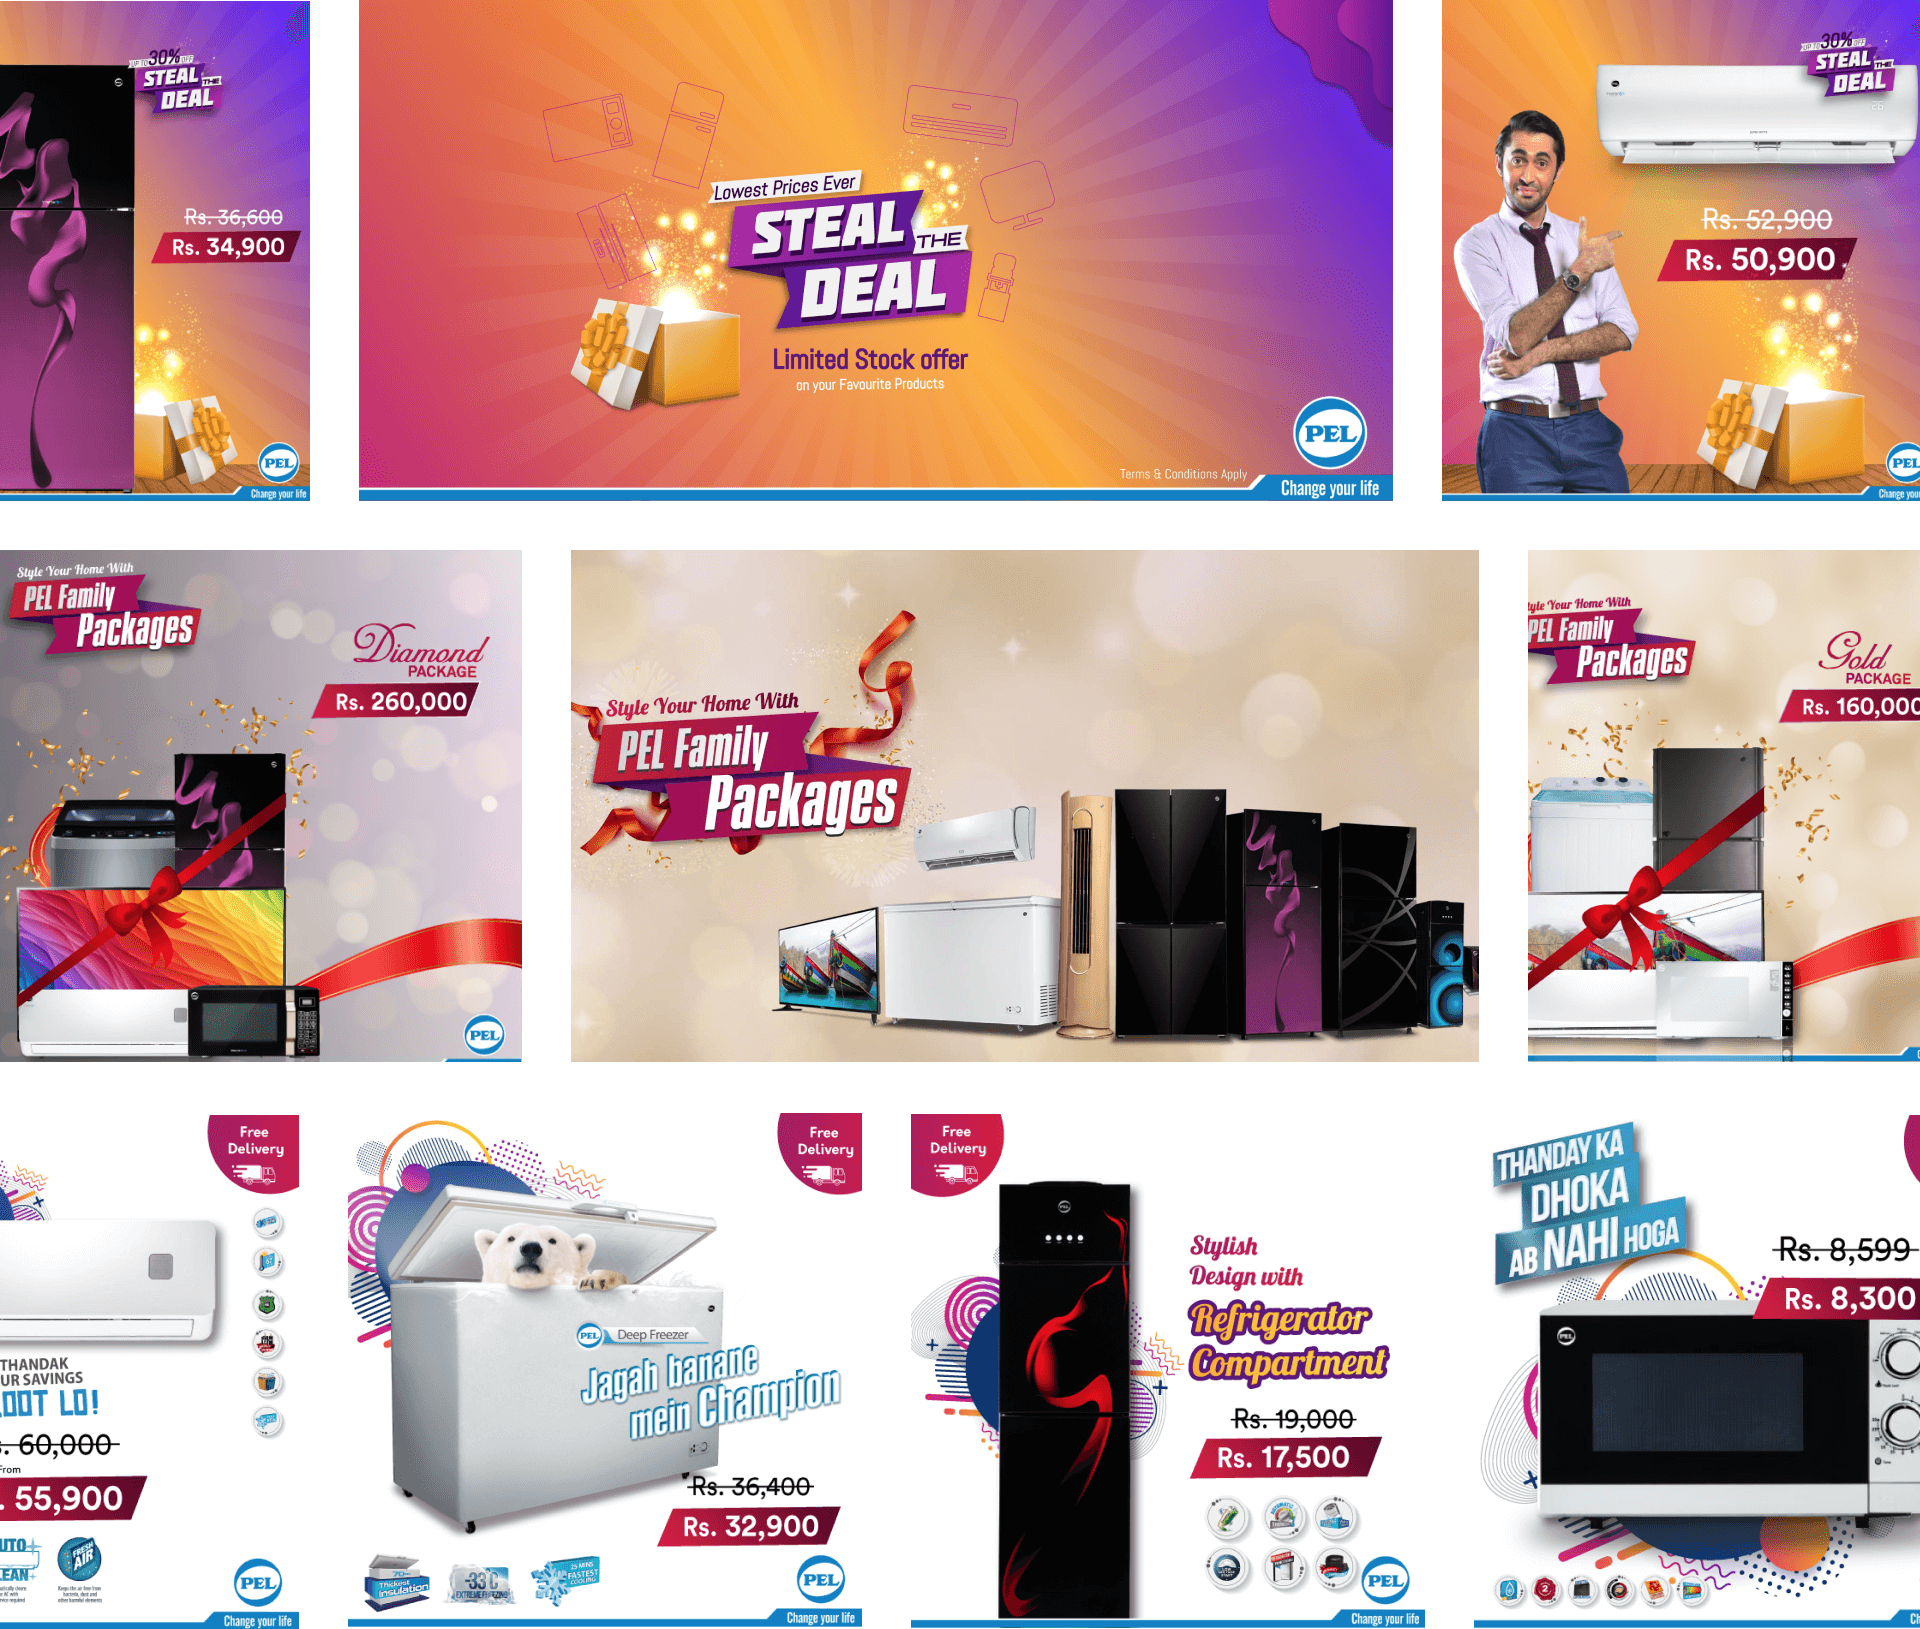 UP TO 30% OFF
STEAL THE
DEAL
Rs. 36,600
Rs. 34,900
PEL
Change your life
Lowest Prices Ever
STEAL THE
DEAL
Limited Stock offer
on your Favourite Products
Terms & Conditions Apply
PEL
Change your life
UP TO 30% OFF
STEAL THE
DEAL
Rs. 52,900
Rs. 50,900
PEL
Change your
Style Your Home With
PEL Family
Packages
Diamond
PACKAGE
Rs. 260,000
PEL
Style Your Home With
PEL Family
Packages
Style Your Home With
PEL Family
Packages
Gold
PACKAGE
Rs. 160,000
Free
Delivery
THANDAK
UR SAVINGS
LOOT LO!
60,000
From
55,900
FRESH
AIR
PEL
Change your life
Free
Delivery
PEL Deep Freezer
Jagah banane
mein Champion
Rs. 36,400
Rs. 32,900
Thickest
Insulation
-33°C
EXTREME FREEZING
25 MINS
FASTEST
COOLING
PEL
Change your life
Free
Delivery
PEL
Stylish
Design with
Refrigerator
Compartment
Rs. 19,000
Rs. 17,500
PEL
Change your life
THANDAY KA
DHOKA
AB NAHI HOGA
Rs. 8,599
Rs. 8,300
PEL